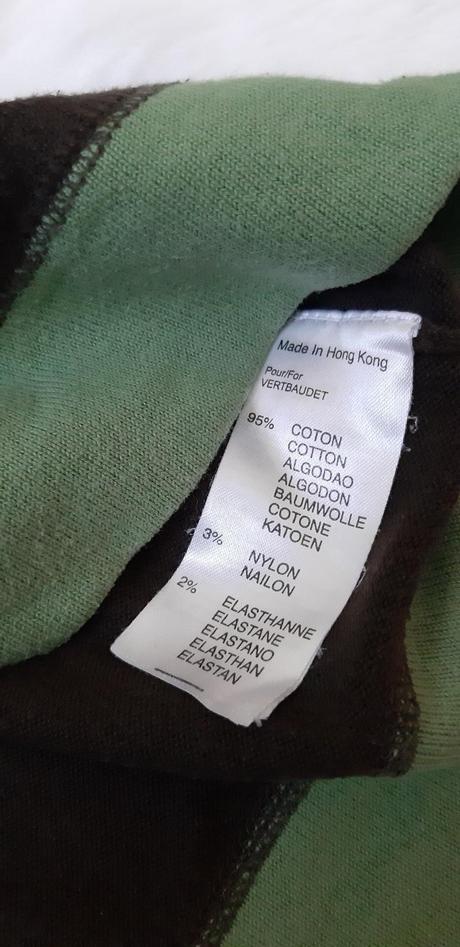 Made In Hong Kong
Pour/For
VERTBAUDET
95% COTON
COTTON
ALGODAO
ALGODON
BAUMWOLLE
COTONE
KATOEN
3% NYLON
NAILON
2% ELASTHANNE
ELASTANE
ELASTANO
ELASTHAN
ELASTAN